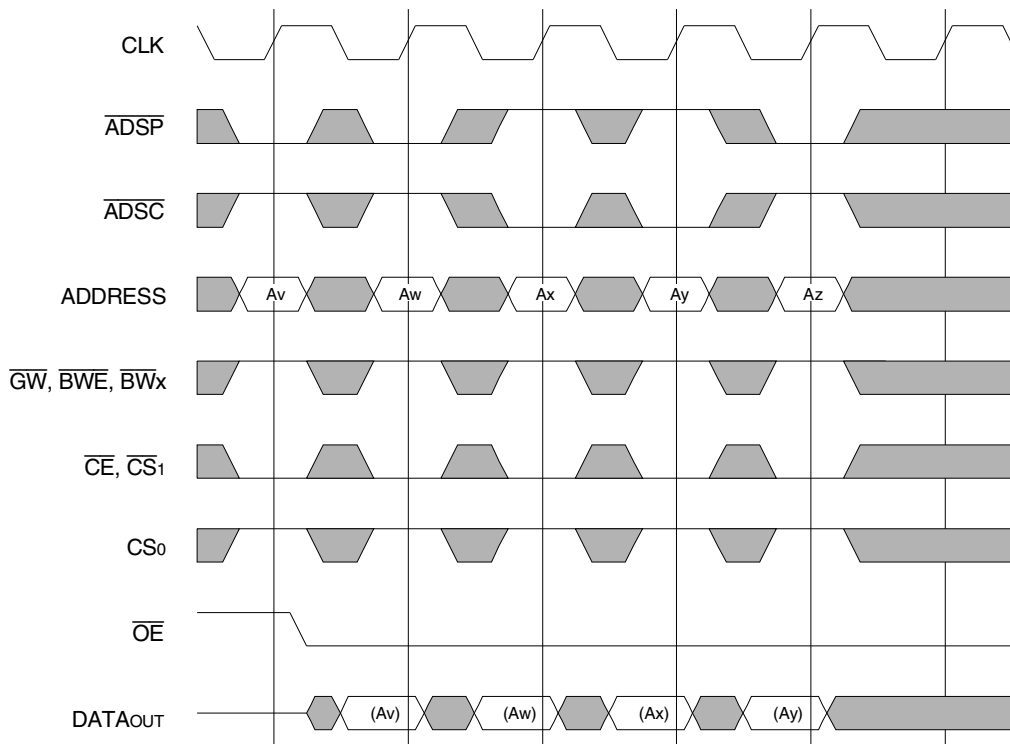 CLK
ADSP
ADSC
ADDRESS Av Aw Ax Ay Az
GW, BWE, BWx
CE, CS1
CS0
OE
DATAOUT (Av) (Aw) (Ax) (Ay)